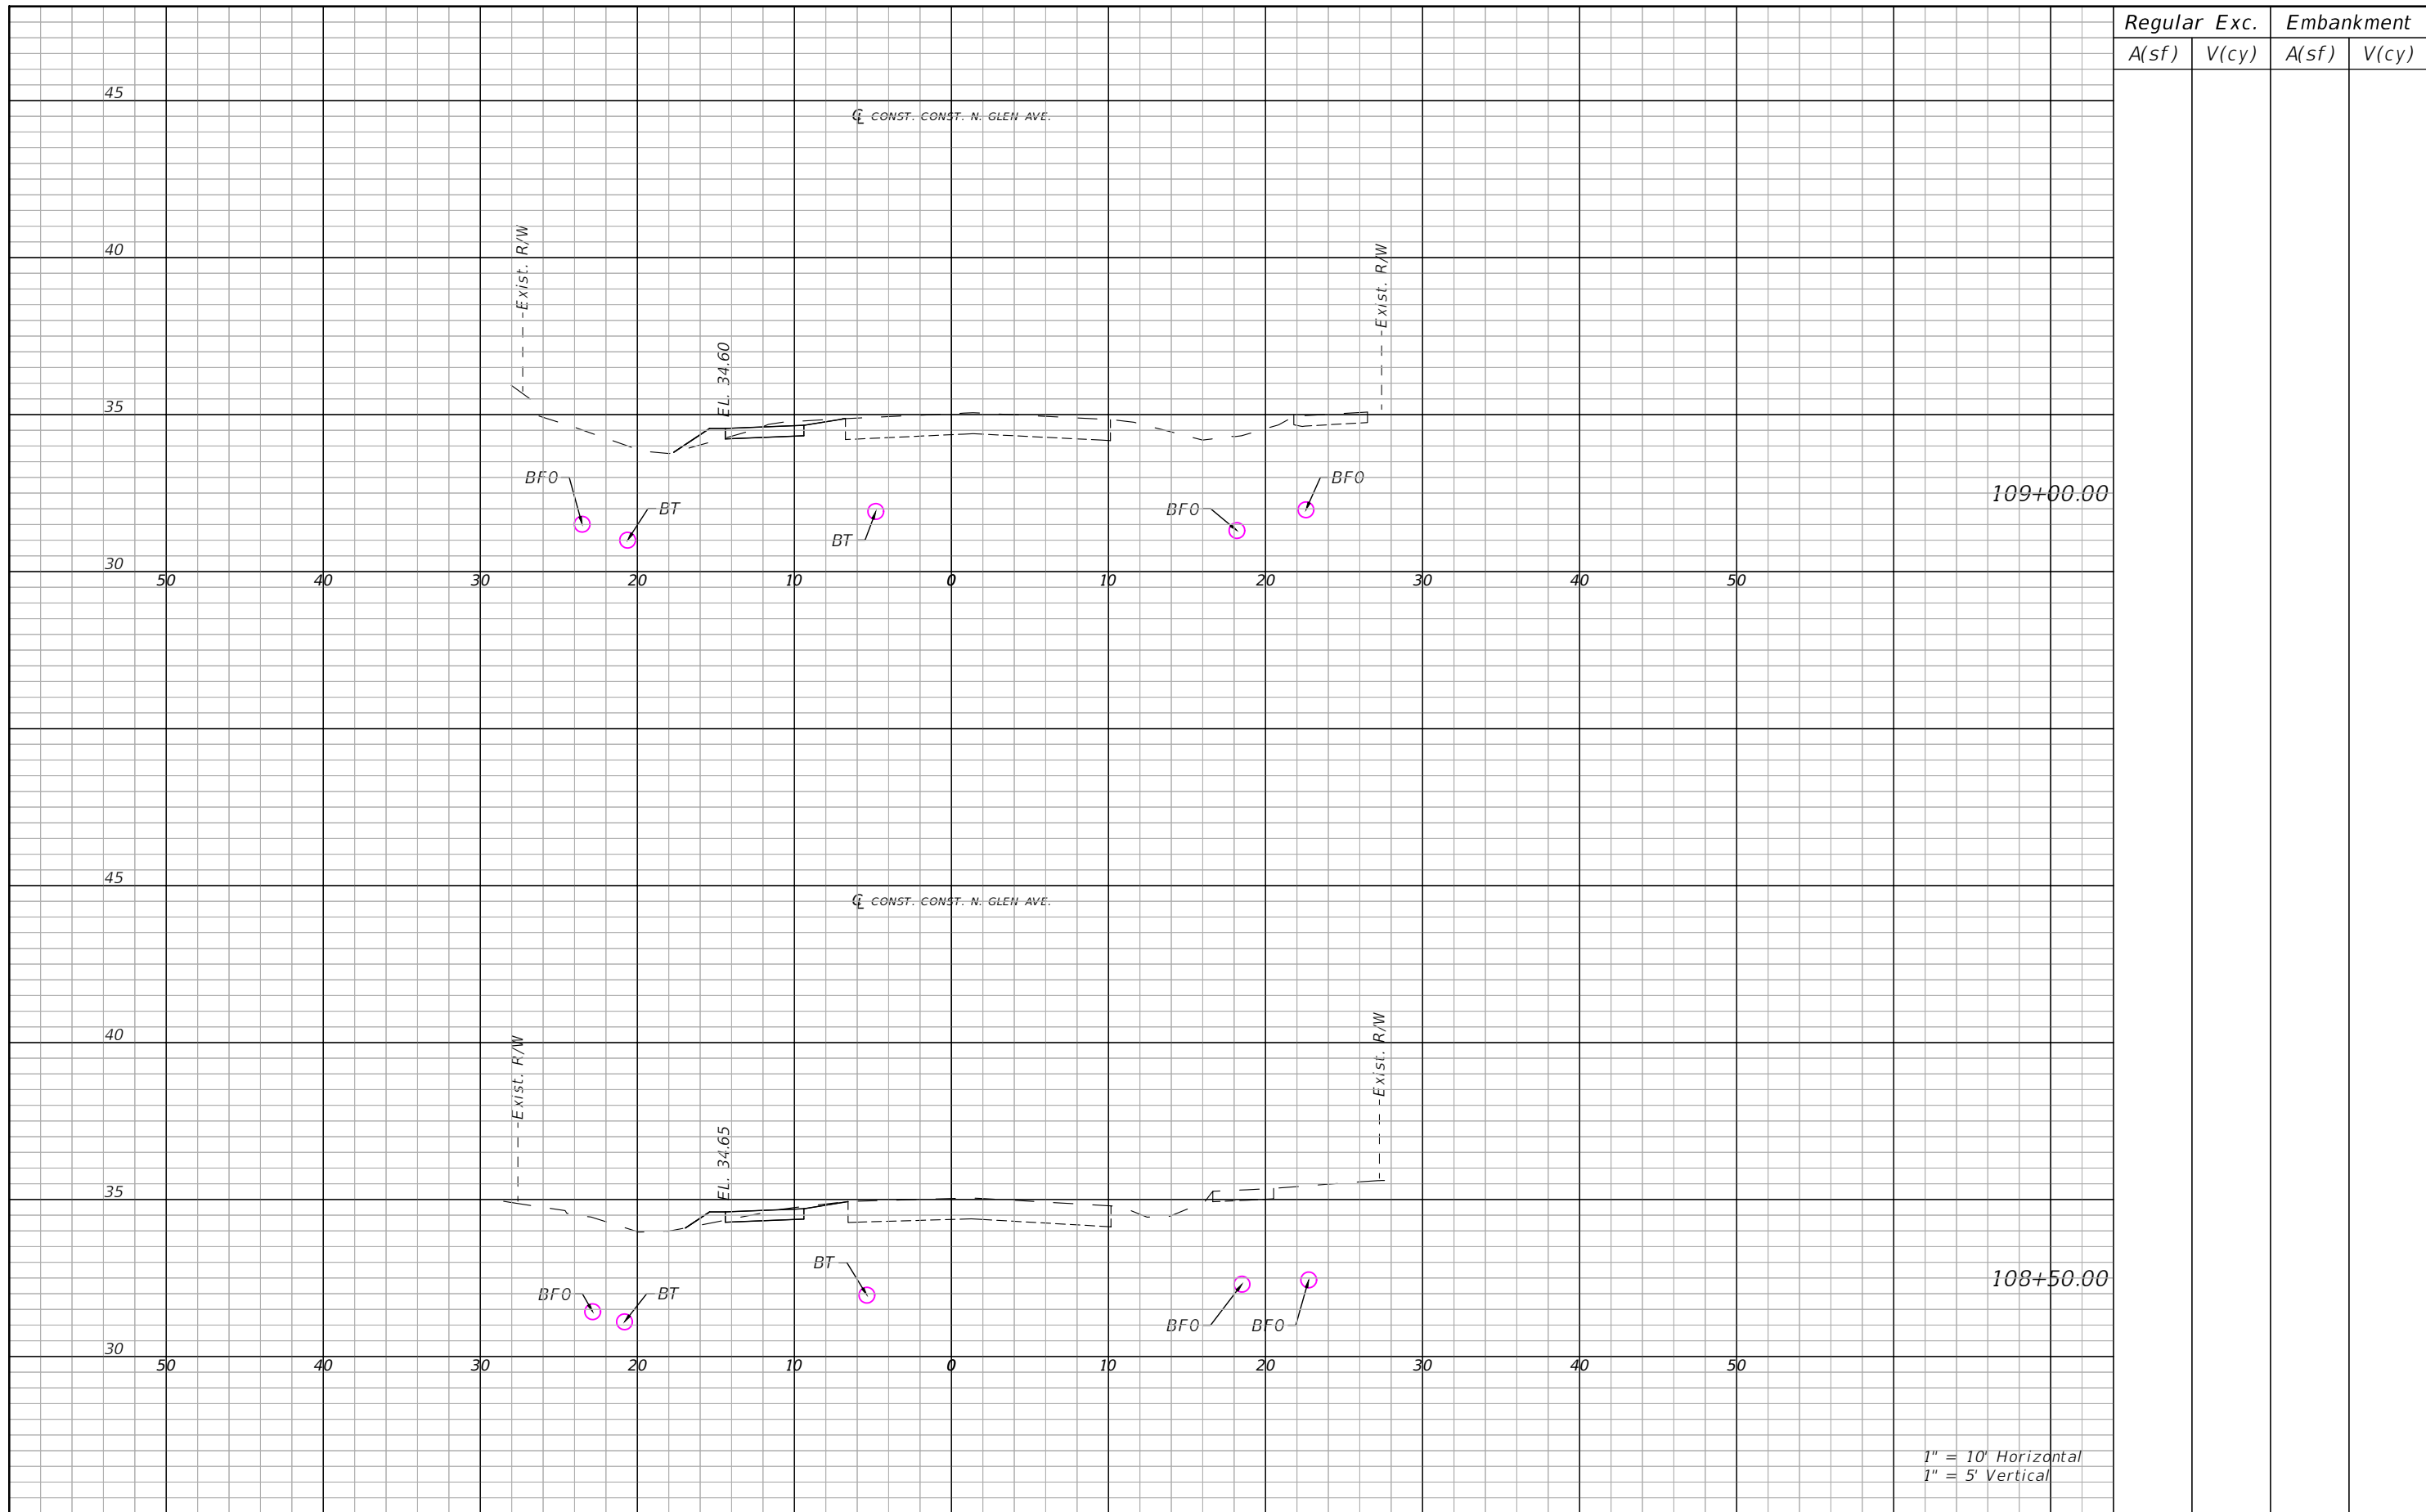 Regular Exc. Embankment
A(sf) V(cy) A(sf) V(cy)
45
℄ CONST. CONST. N. GLEN AVE.
40
Exist. R/W
Exist. R/W
EL. 34.60
35
BFO
BT
BT
BFO
BFO
109+00.00
30
50 40 30 20 10 0 10 20 30 40 50
45
℄ CONST. CONST. N. GLEN AVE.
40
Exist. R/W
Exist. R/W
EL. 34.65
35
BT
BFO
BT
BFO
BFO
108+50.00
30
50 40 30 20 10 0 10 20 30 40 50
1" = 10' Horizontal
1" = 5' Vertical